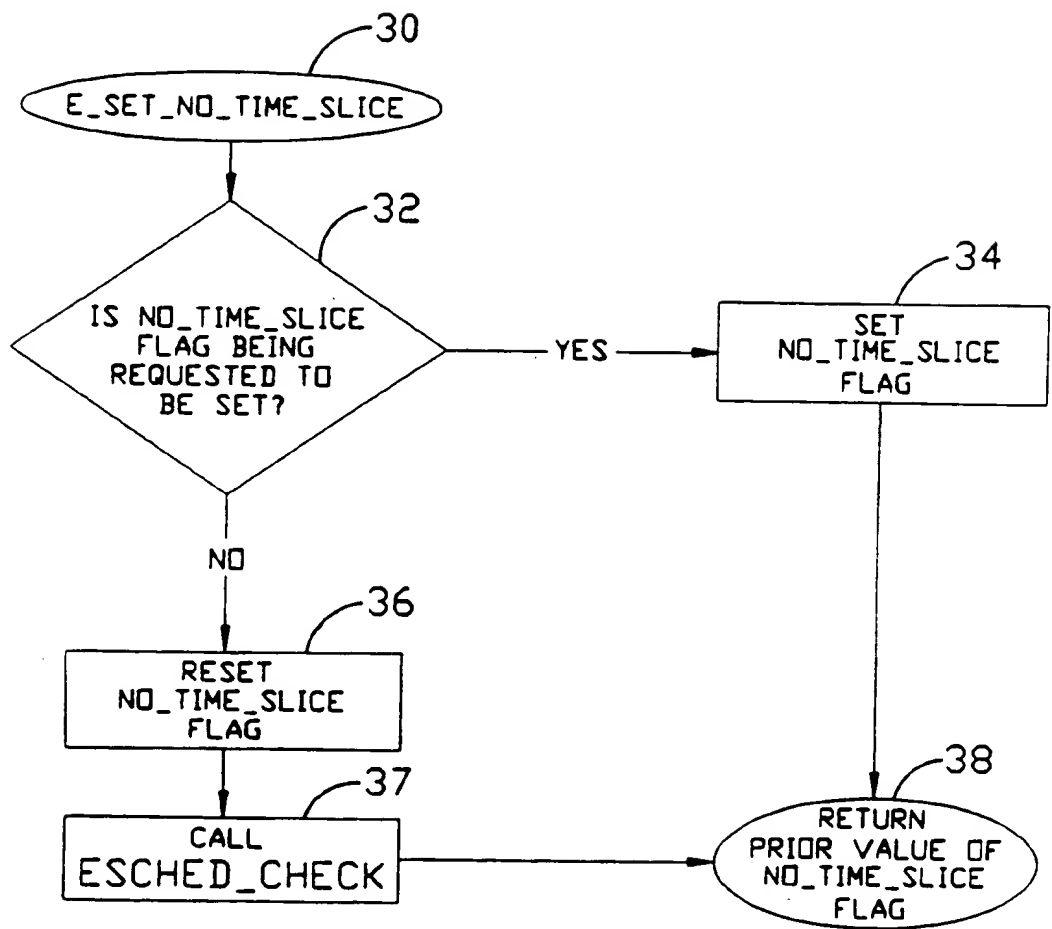 30
E_SET_NO_TIME_SLICE
32
IS NO_TIME_SLICE
FLAG BEING
REQUESTED TO
BE SET?
YES
34
SET
NO_TIME_SLICE
FLAG
NO
36
RESET
NO_TIME_SLICE
FLAG
37
CALL
ESCHED_CHECK
38
RETURN
PRIOR VALUE OF
NO_TIME_SLICE
FLAG